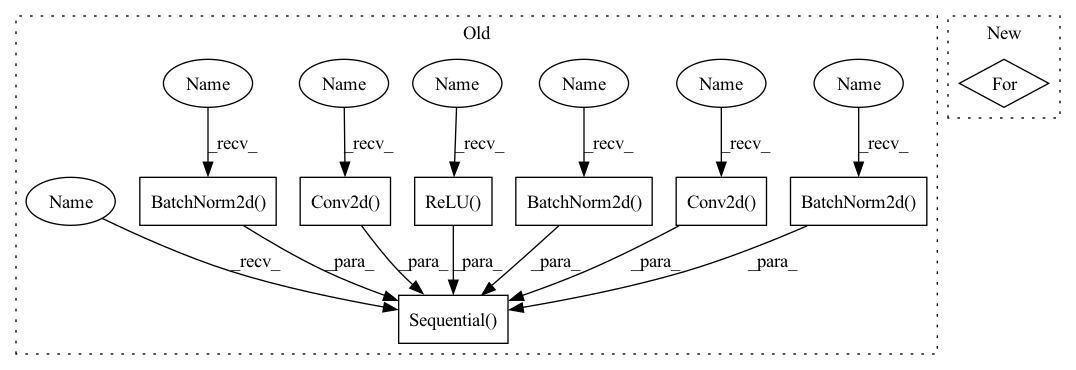 Old
New
Name
Name
Name
Name
Name
Name
For
_recv_
_recv_
_recv_
_recv_
_recv_
_recv_
Name
BatchNorm2d()
Conv2d()
ReLU()
BatchNorm2d()
Conv2d()
BatchNorm2d()
_recv_
_para_
_para_
_para_
_para_
_para_
_para_
Sequential()